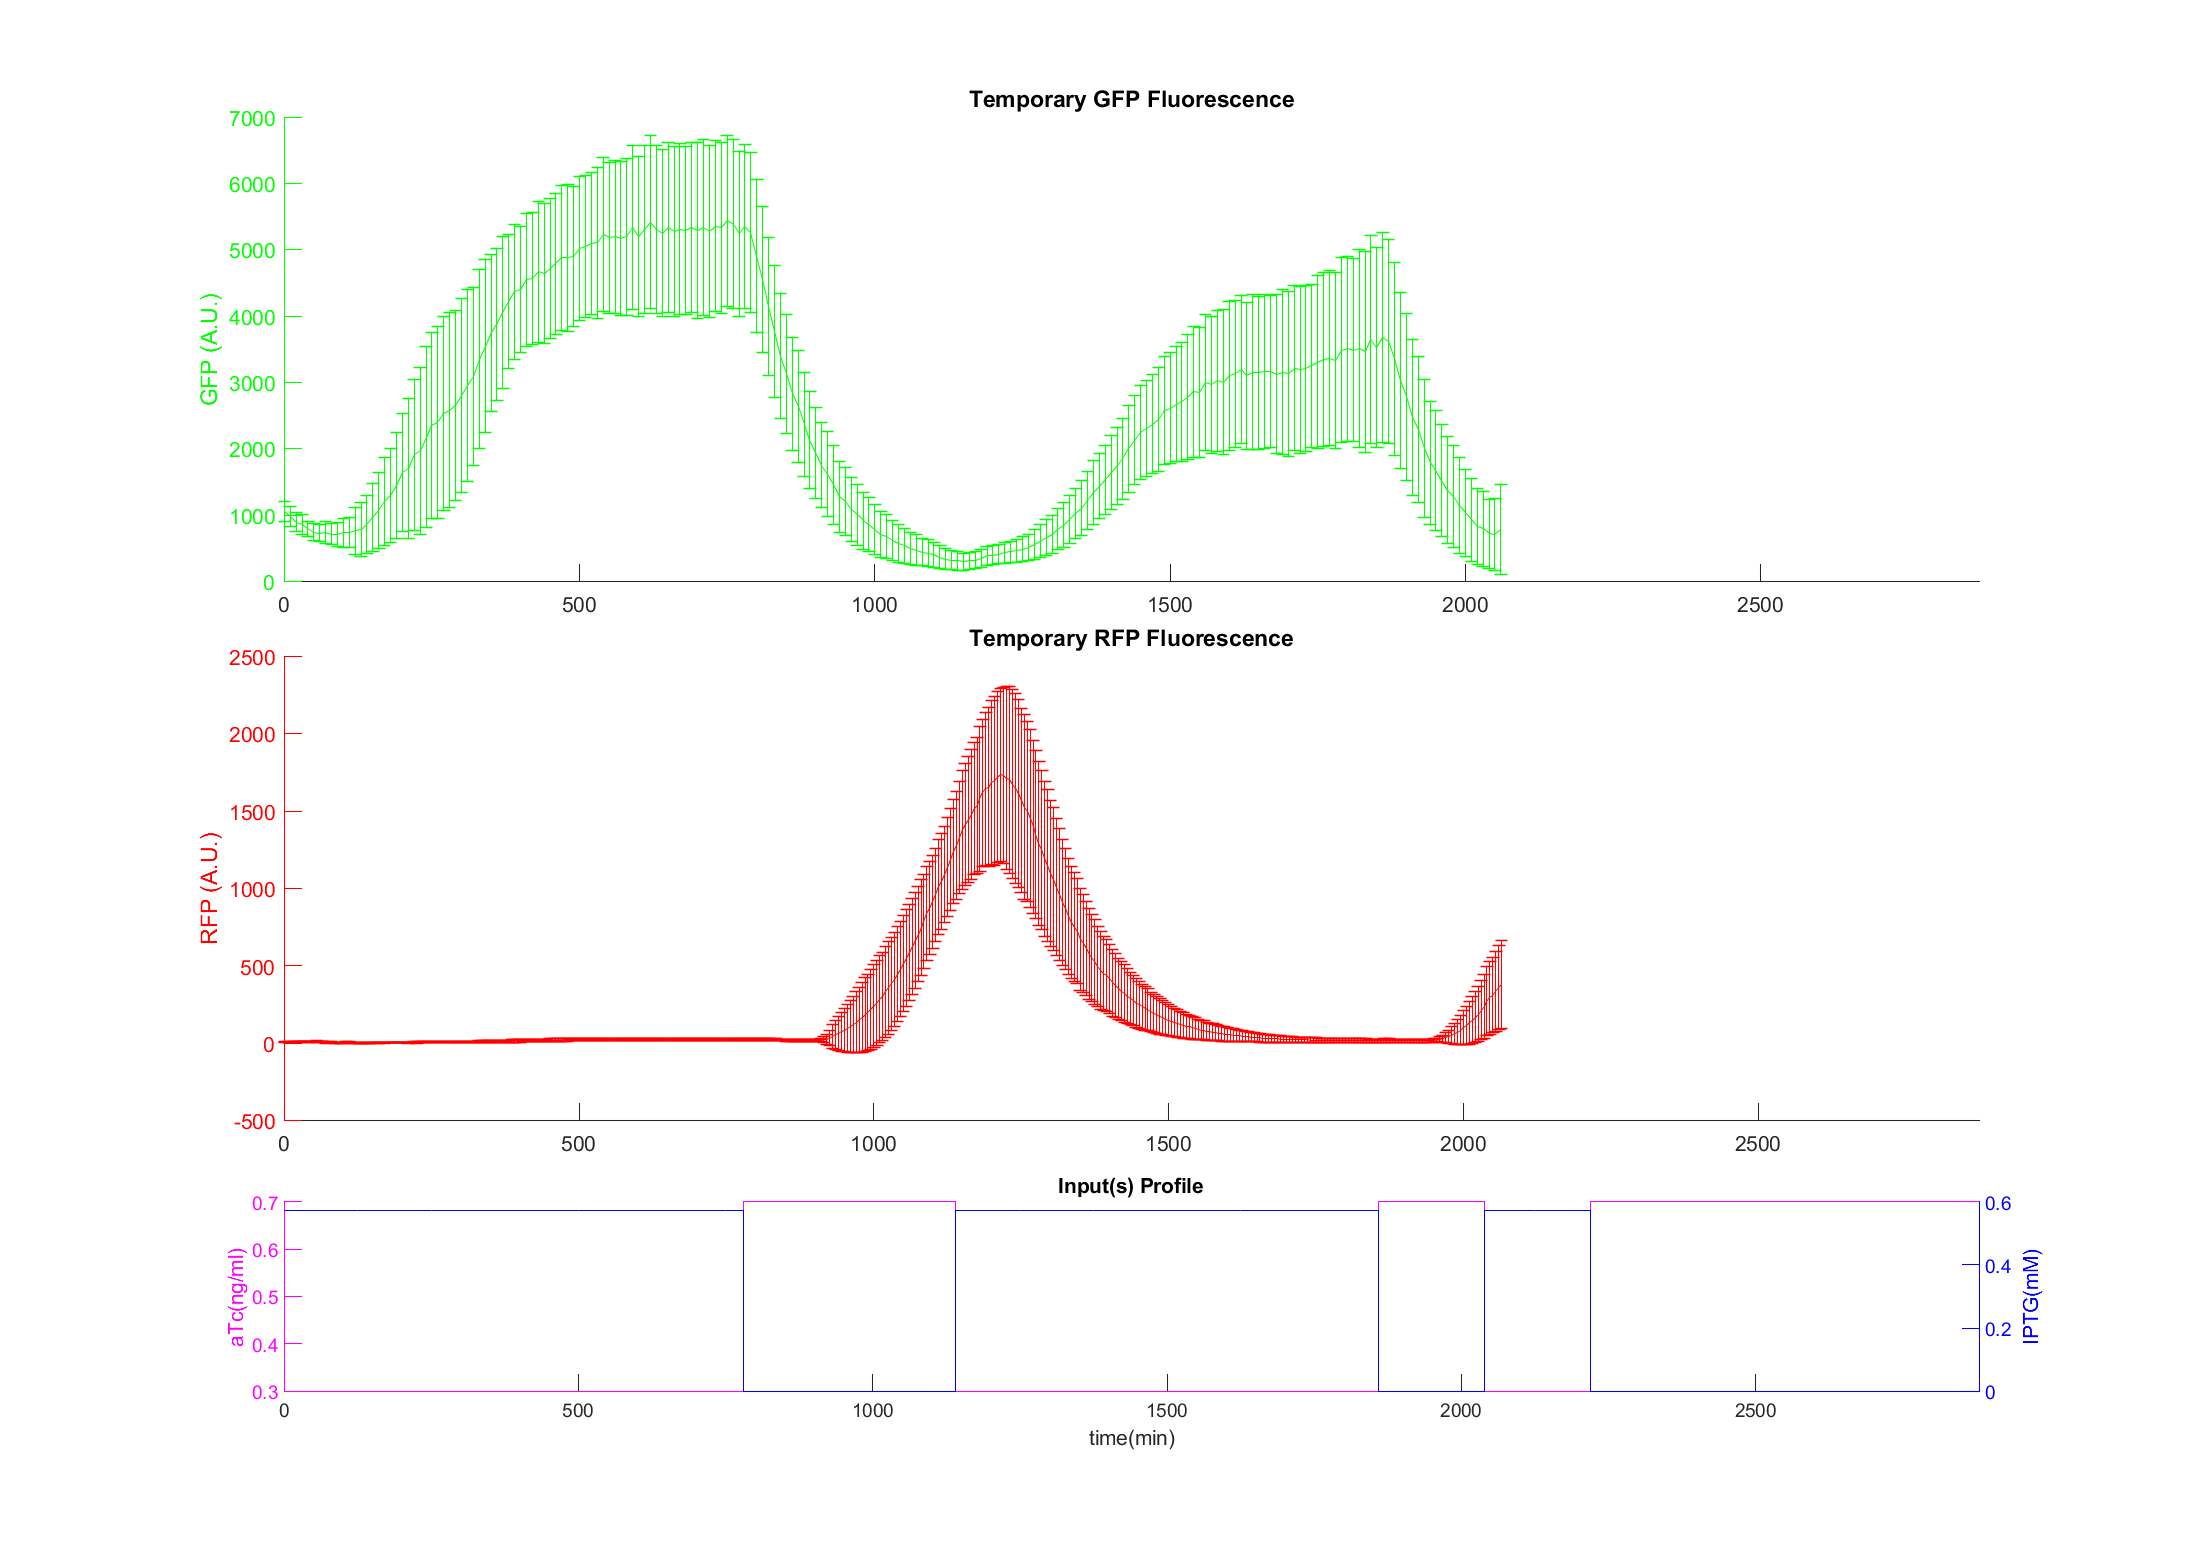 Temporary GFP Fluorescence
7000
6000
5000
4000
3000
2000
1000
0
GFP (A.U.)
0 500 1000 1500 2000 2500
Temporary RFP Fluorescence
2500
2000
1500
1000
500
0
-500
RFP (A.U.)
0 500 1000 1500 2000 2500
Input(s) Profile
0.7
0.6
0.5
0.4
0.3
aTc(ng/ml)
0.6
0.4
0.2
0
IPTG(mM)
0 500 1000 1500 2000 2500
time(min)